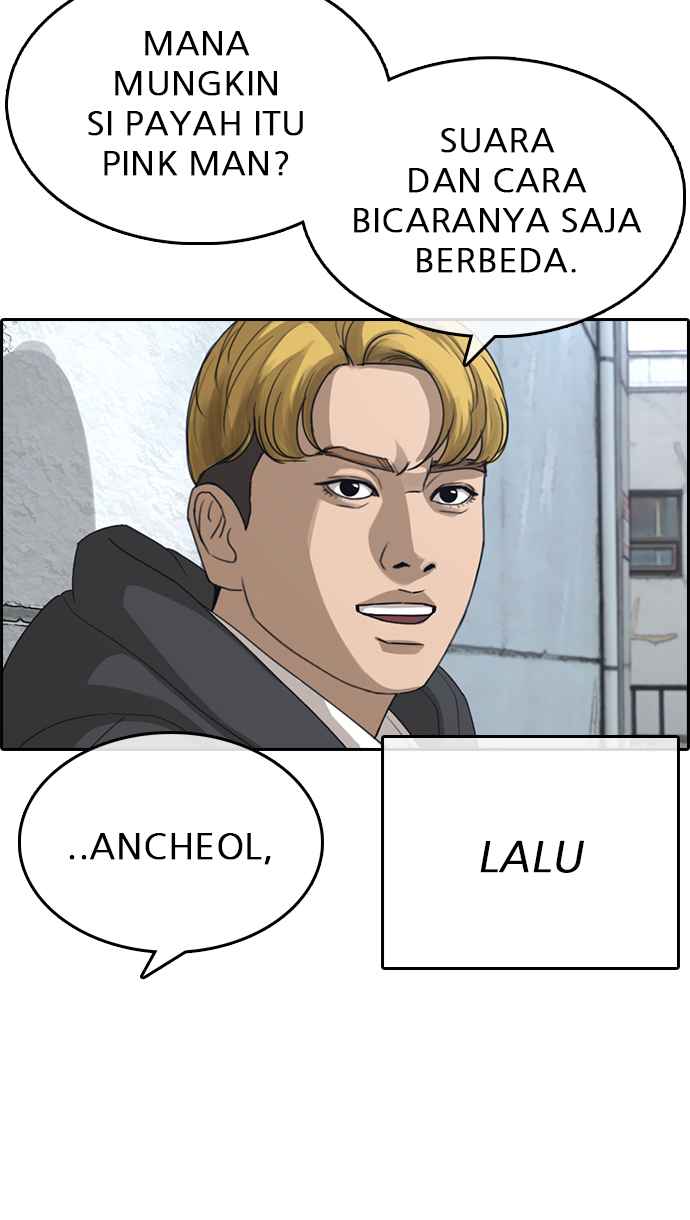 MANA
MUNGKIN
SI PAYAH ITU
PINK MAN?
SUARA
DAN CARA
BICARANYA SAJA
BERBEDA.
..ANCHEOL,
LALU